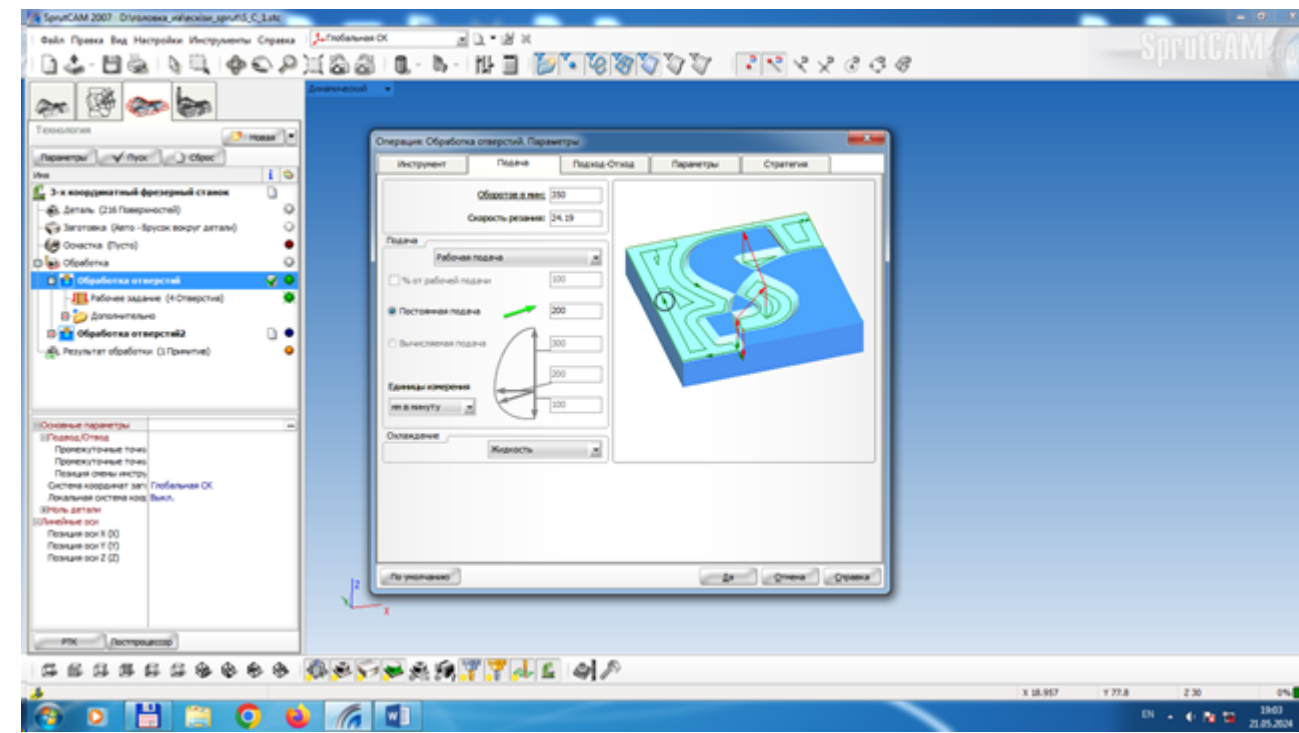 SprutCAM 2007
Файл Правка Вид Настройки Инструменты Справка
Глобальная СК
SprutCAM
Динамический
Технология
Новая
Параметры Пуск Сброс
Имя
3-х координатный фрезерный станок
Деталь (216 Поверхностей)
Заготовка (Авто - Брусок вокруг детали)
Оснастка (Пусто)
Обработка
Обработка отверстий
Рабочее задание (4 Отверстия)
Дополнительно
Обработка отверстий2
Результат обработки (1 Примитив)
Основные параметры
Подвод/Отвод
Промежуточные точки
Промежуточные точки
Позиция смены инстру
Система координат заго Глобальная СК
Локальная система коор Выкл.
Ноль детали
Линейные оси
Позиция оси X (X)
Позиция оси Y (Y)
Позиция оси Z (Z)
РТК Постпроцессор
Операция: Обработка отверстий. Параметры
Инструмент Подача Подход-Отход Параметры Стратегия
Оборотов в мин: 350
Скорость резания: 24.19
Подача
Рабочая подача
% от рабочей подачи 100
Постоянная подача 200
Вычисляемая подача 300
200
Единицы измерения
мм в минуту 100
Охлаждение
Жидкость
По умолчанию Да Отмена Справка
Z
Y
X
X 18.957 Y 77.8 Z 30 0%
EN 19:03
21.05.2024